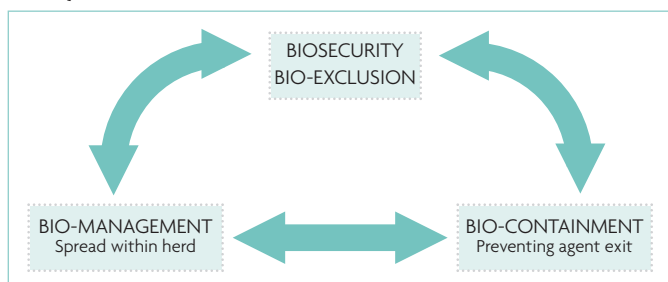 BIOSECURITY
BIO-EXCLUSION
BIO-MANAGEMENT
Spread within herd
BIO-CONTAINMENT
Preventing agent exit